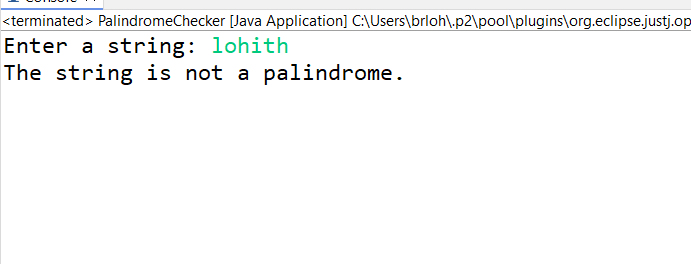 <terminated> PalindromeChecker [Java Application] C:\Users\brloh\.p2\pool\plugins\org.eclipse.justj.op
Enter a string: lohith
The string is not a palindrome.